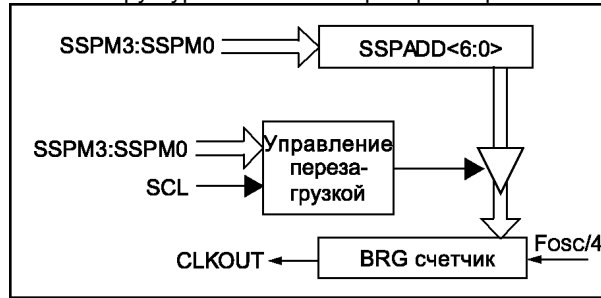 SSPM3:SSPM0
SSPADD<6:0>
SSPM3:SSPM0
SCL
Управление
переза-
грузкой
CLKOUT
BRG счетчик
Fosc/4